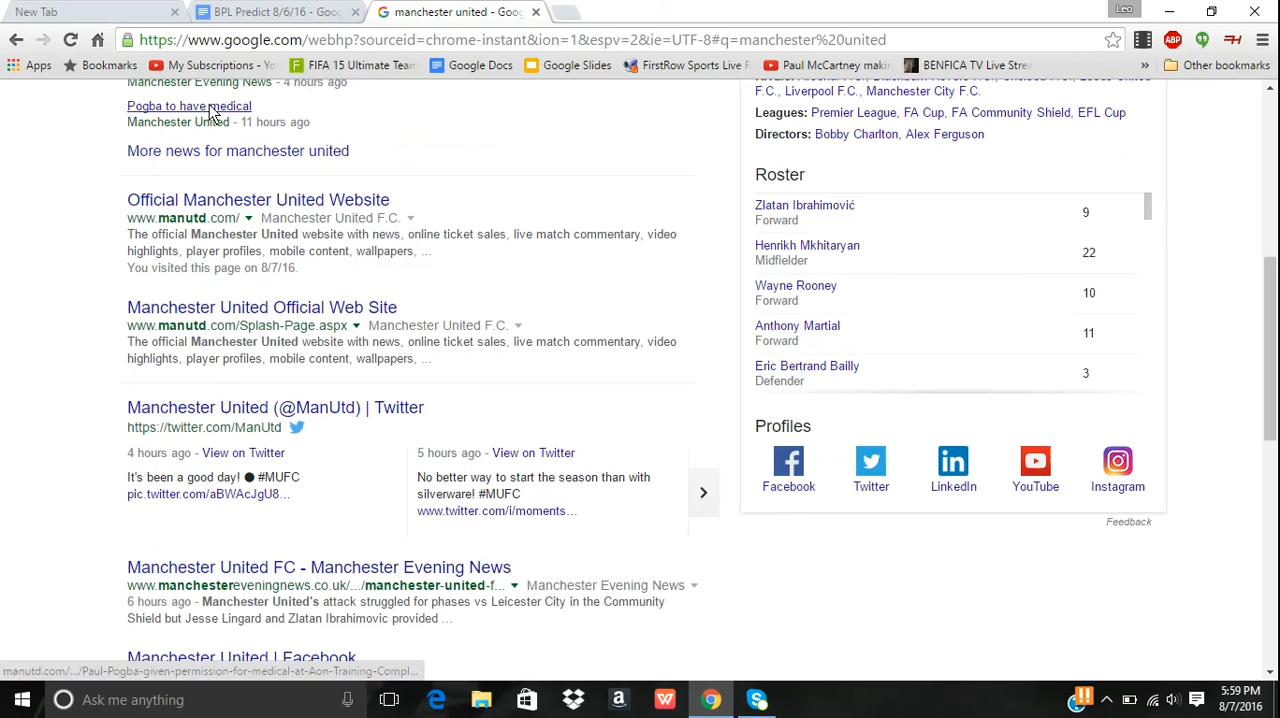 New Tab
BPL Predict 8/6/16 - Goog
manchester united - Goog
Leo
https://www.google.com/webhp?sourceid=chrome-instant&ion=1&espv=2&ie=UTF-8#q=manchester%20united
ABP
Apps
Bookmarks
My Subscriptions - Yo
FIFA 15 Ultimate Team
Google Docs
Google Slides
FirstRow Sports Live F
Paul McCartney makin
BENFICA TV Live Strea
»
Other bookmarks
Manchester Evening News - 4 hours ago
Pogba to have medical
Manchester United - 11 hours ago
More news for manchester united
Official Manchester United Website
www.manutd.com/ Manchester United F.C.
The official Manchester United website with news, online ticket sales, live match commentary, video
highlights, player profiles, mobile content, wallpapers, ...
You visited this page on 8/7/16.
Manchester United Official Web Site
www.manutd.com/Splash-Page.aspx Manchester United F.C.
The official Manchester United website with news, online ticket sales, live match commentary, video
highlights, player profiles, mobile content, wallpapers, ...
Manchester United (@ManUtd) | Twitter
https://twitter.com/ManUtd
4 hours ago - View on Twitter
It's been a good day! ● #MUFC
pic.twitter.com/aBWAcJgU8...
5 hours ago - View on Twitter
No better way to start the season than with
silverware! #MUFC
www.twitter.com/i/moments...
Manchester United FC - Manchester Evening News
www.manchestereveningnews.co.uk/.../manchester-united-f... Manchester Evening News
6 hours ago - Manchester United's attack struggled for phases vs Leicester City in the Community
Shield but Jesse Lingard and Zlatan Ibrahimovic provided ...
Manchester United | Facebook
manutd.com/.../Paul-Pogba-given-permission-for-medical-at-Aon-Training-Compl...
F.C., Liverpool F.C., Manchester City F.C.
Leagues: Premier League, FA Cup, FA Community Shield, EFL Cup
Directors: Bobby Charlton, Alex Ferguson
Roster
Zlatan Ibrahimović
Forward
9
Henrikh Mkhitaryan
Midfielder
22
Wayne Rooney
Forward
10
Anthony Martial
Forward
11
Eric Bertrand Bailly
Defender
3
Profiles
Facebook
Twitter
LinkedIn
YouTube
Instagram
Feedback
Ask me anything
5:59 PM
8/7/2016